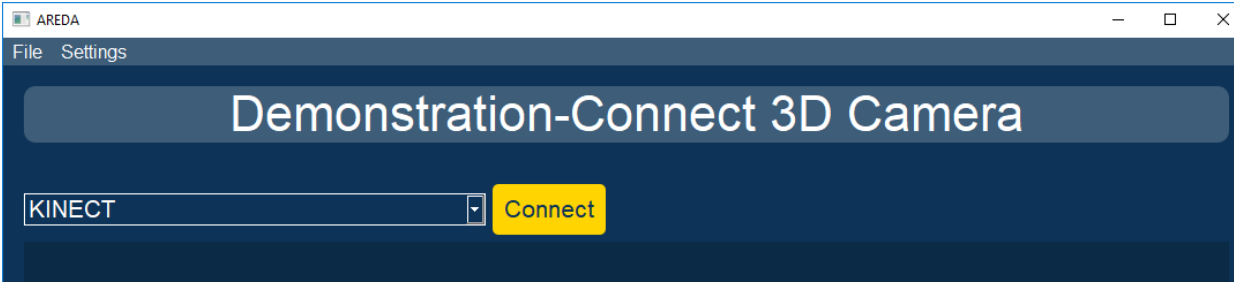 AREDA
File Settings
Demonstration-Connect 3D Camera
KINECT
Connect